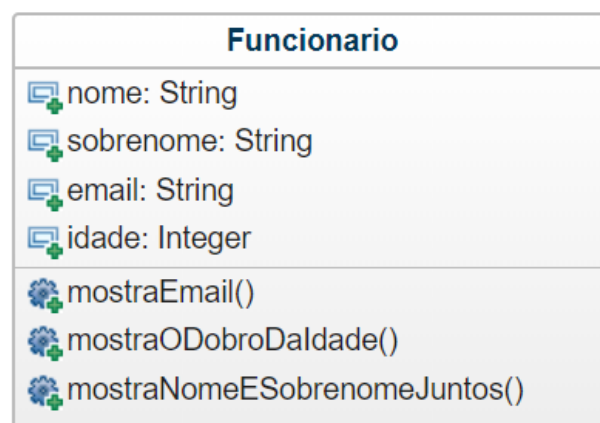 Funcionario
nome: String
sobrenome: String
email: String
idade: Integer
mostraEmail()
mostraODobroDaIdade()
mostraNomeESobrenomeJuntos()